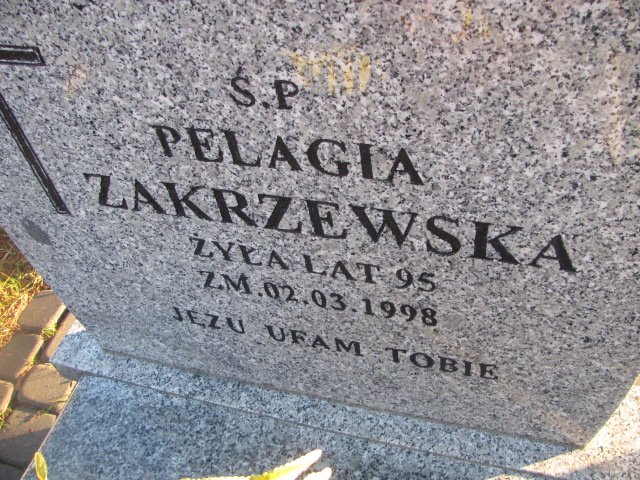 Ś.P
PELAGIA
ZAKRZEWSKA
ŻYŁA LAT 95
ZM.02.03.1998
JEZU UFAM TOBIE